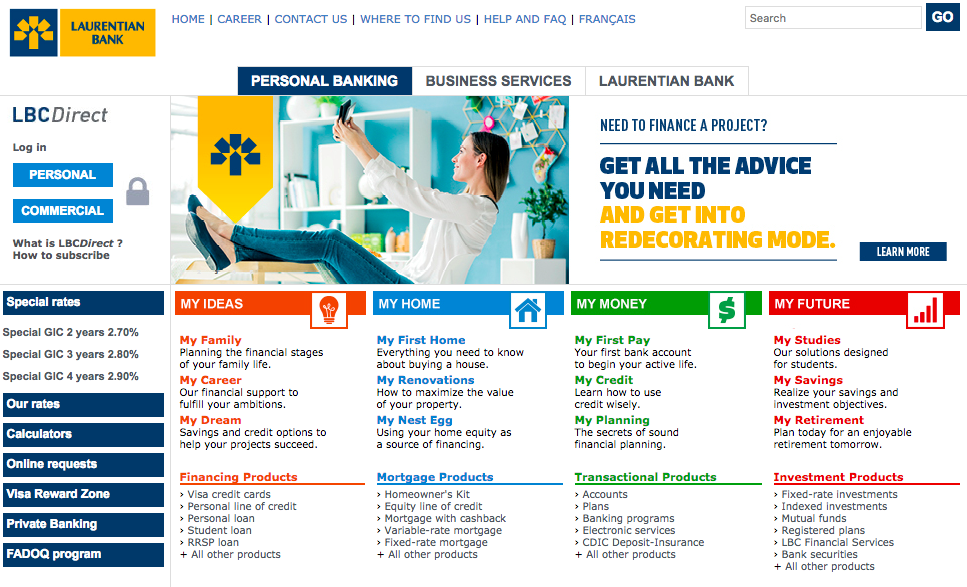 LAURENTIAN
BANK
HOME | CAREER | CONTACT US | WHERE TO FIND US | HELP AND FAQ | FRANÇAIS
Search
GO
PERSONAL BANKING
BUSINESS SERVICES
LAURENTIAN BANK
LBCDirect
Log in
PERSONAL
COMMERCIAL
What is LBCDirect ?
How to subscribe
NEED TO FINANCE A PROJECT?
GET ALL THE ADVICE
YOU NEED
AND GET INTO
REDECORATING MODE.
LEARN MORE
Special rates
Special GIC 2 years 2.70%
Special GIC 3 years 2.80%
Special GIC 4 years 2.90%
Our rates
Calculators
Online requests
Visa Reward Zone
Private Banking
FADOQ program
MY IDEAS
My Family
Planning the financial stages
of your family life.
My Career
Our financial support to
fulfill your ambitions.
My Dream
Savings and credit options to
help your projects succeed.
Financing Products
› Visa credit cards
› Personal line of credit
› Personal loan
› Student loan
› RRSP loan
+ All other products
MY HOME
My First Home
Everything you need to know
about buying a house.
My Renovations
How to maximize the value
of your property.
My Nest Egg
Using your home equity as
a source of financing.
Mortgage Products
› Homeowner's Kit
› Equity line of credit
› Mortgage with cashback
› Variable-rate mortgage
› Fixed-rate mortgage
+ All other products
MY MONEY
$
My First Pay
Your first bank account
to begin your active life.
My Credit
Learn how to use
credit wisely.
My Planning
The secrets of sound
financial planning.
Transactional Products
› Accounts
› Plans
› Banking programs
› Electronic services
› CDIC Deposit-Insurance
+ All other products
MY FUTURE
My Studies
Our solutions designed
for students.
My Savings
Realize your savings and
investment objectives.
My Retirement
Plan today for an enjoyable
retirement tomorrow.
Investment Products
› Fixed-rate investments
› Indexed investments
› Mutual funds
› Registered plans
› LBC Financial Services
› Bank securities
+ All other products